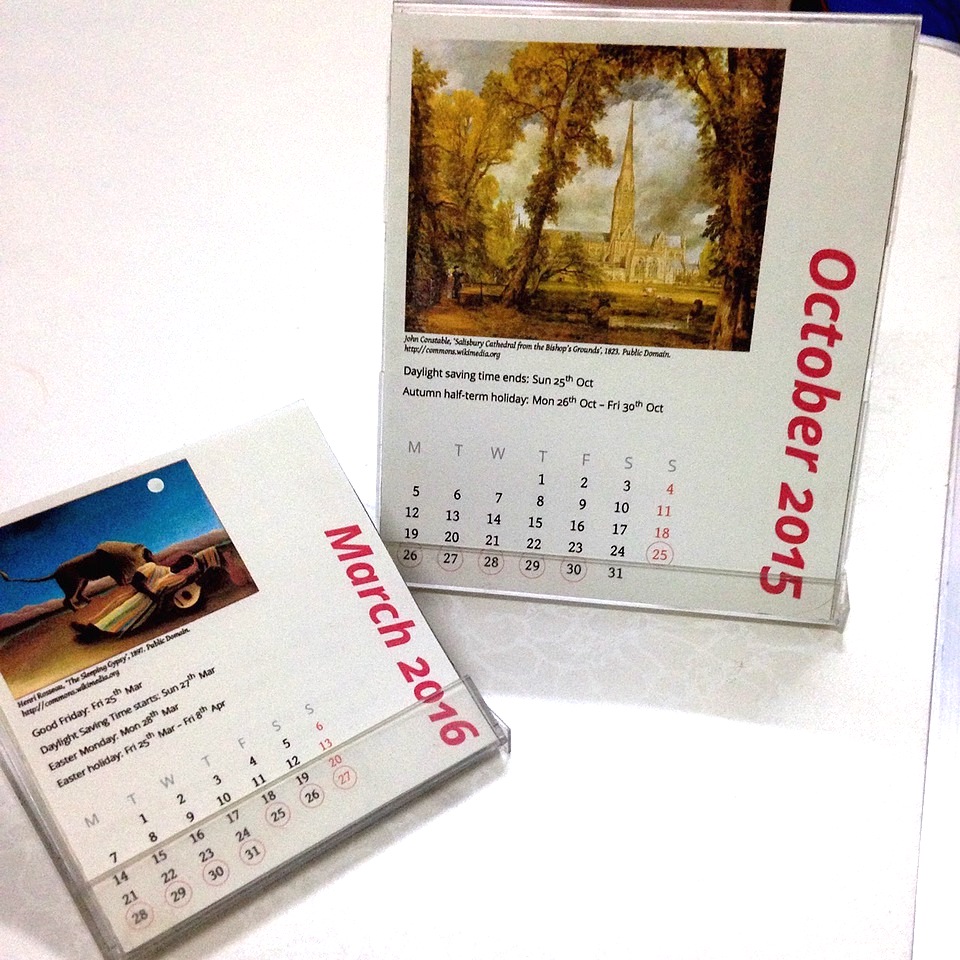 John Constable, 'Salisbury Cathedral from the Bishop's Grounds', 1823. Public Domain.
http://commons.wikimedia.org
Daylight saving time ends: Sun 25th Oct
Autumn half-term holiday: Mon 26th Oct – Fri 30th Oct
October 2015
M T W T F S S
1 2 3 4
5 6 7 8 9 10 11
12 13 14 15 16 17 18
19 20 21 22 23 24 25
26 27 28 29 30 31
Henri Rousseau, 'The Sleeping Gypsy', 1897. Public Domain.
http://commons.wikimedia.org
Good Friday: Fri 25th Mar
Daylight Saving Time starts: Sun 27th Mar
Easter Monday: Mon 28th Mar
Easter holiday: Fri 25th Mar – Fri 8th Apr
March 2016
M T W T F S S
1 2 3 4 5 6
7 8 9 10 11 12 13
14 15 16 17 18 19 20
21 22 23 24 25 26 27
28 29 30 31